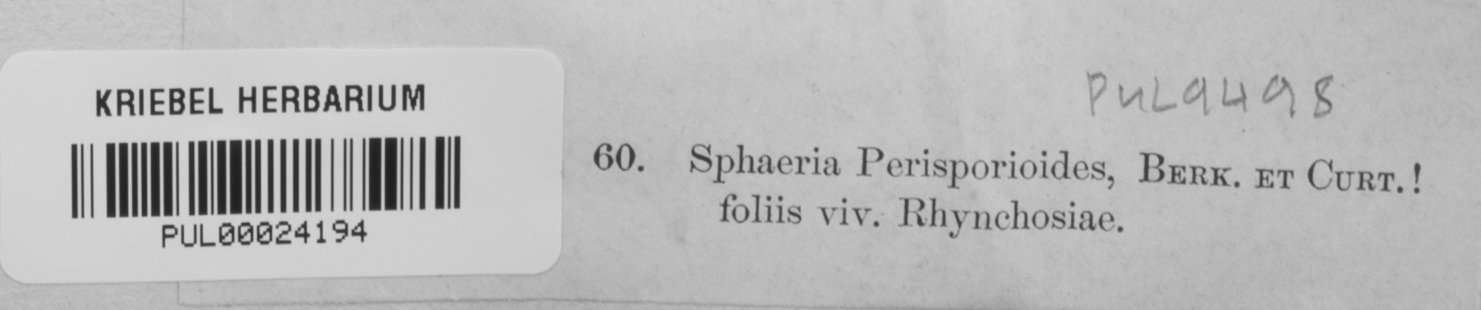 KRIEBEL HERBARIUM
PUL00024194
PUL9498
60. Sphaeria Perisporioides, BERK. ET CURT.!
foliis viv. Rhynchosiae.